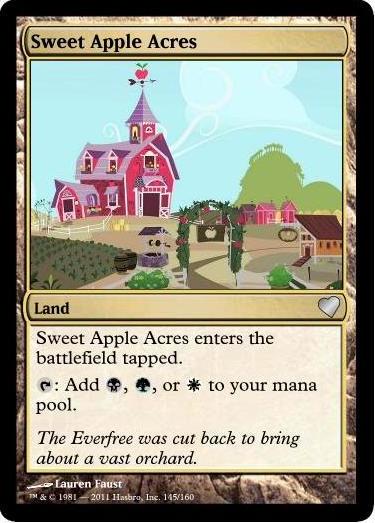 Sweet Apple Acres
Land
Sweet Apple Acres enters the
battlefield tapped.
: Add , , or to your mana
pool.
The Everfree was cut back to bring
about a vast orchard.
Lauren Faust
™ & © 1981 — 2011 Hasbro, Inc. 145/160